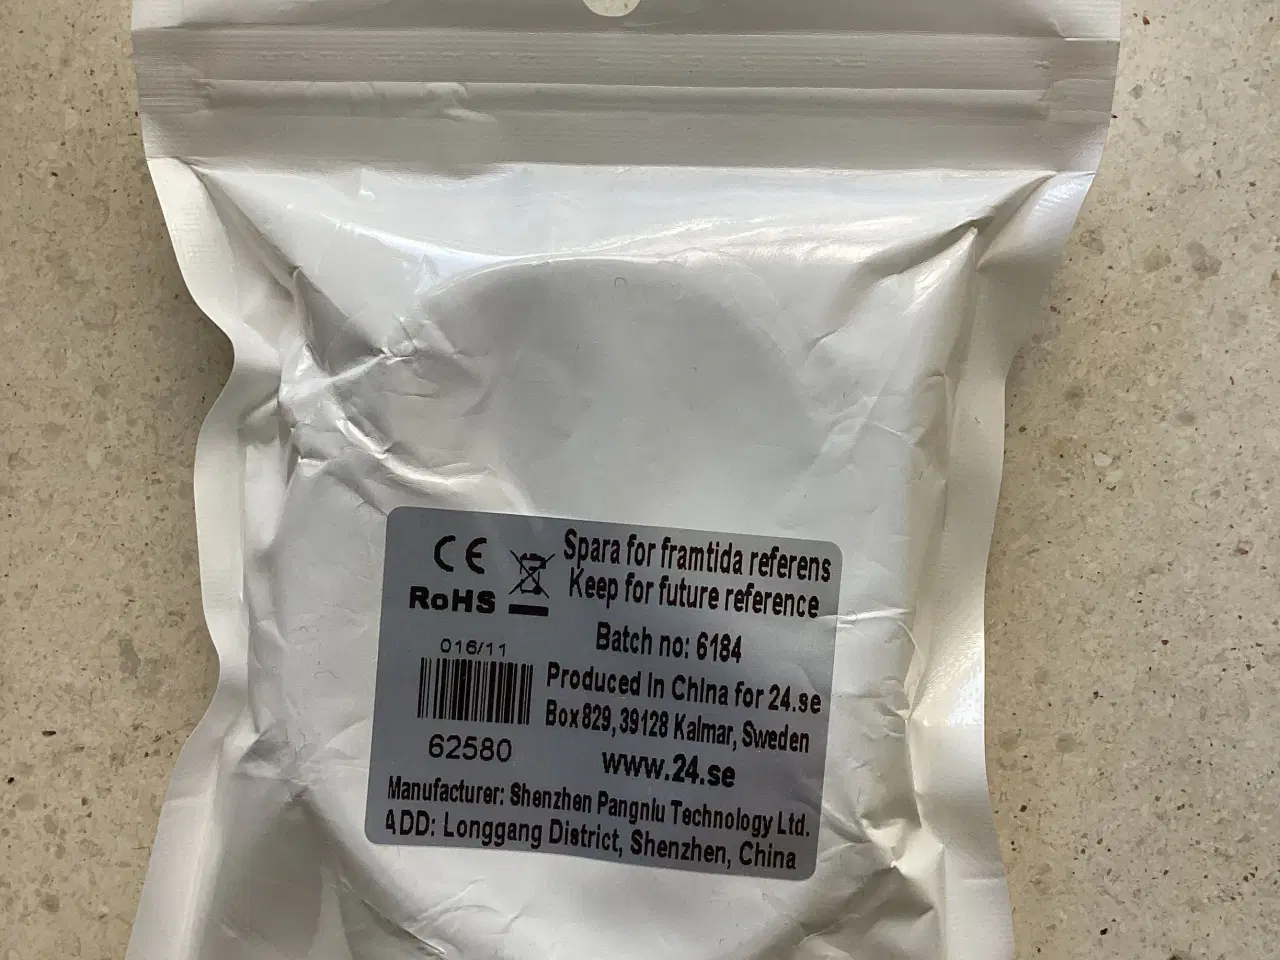 CE
RoHS
Spara for framtida referens
Keep for future reference
Batch no: 6184
016/11
62580
Produced In China for 24.se
Box 829, 39128 Kalmar, Sweden
www.24.se
Manufacturer: Shenzhen Pangnlu Technology Ltd.
ADD: Longgang District, Shenzhen, China